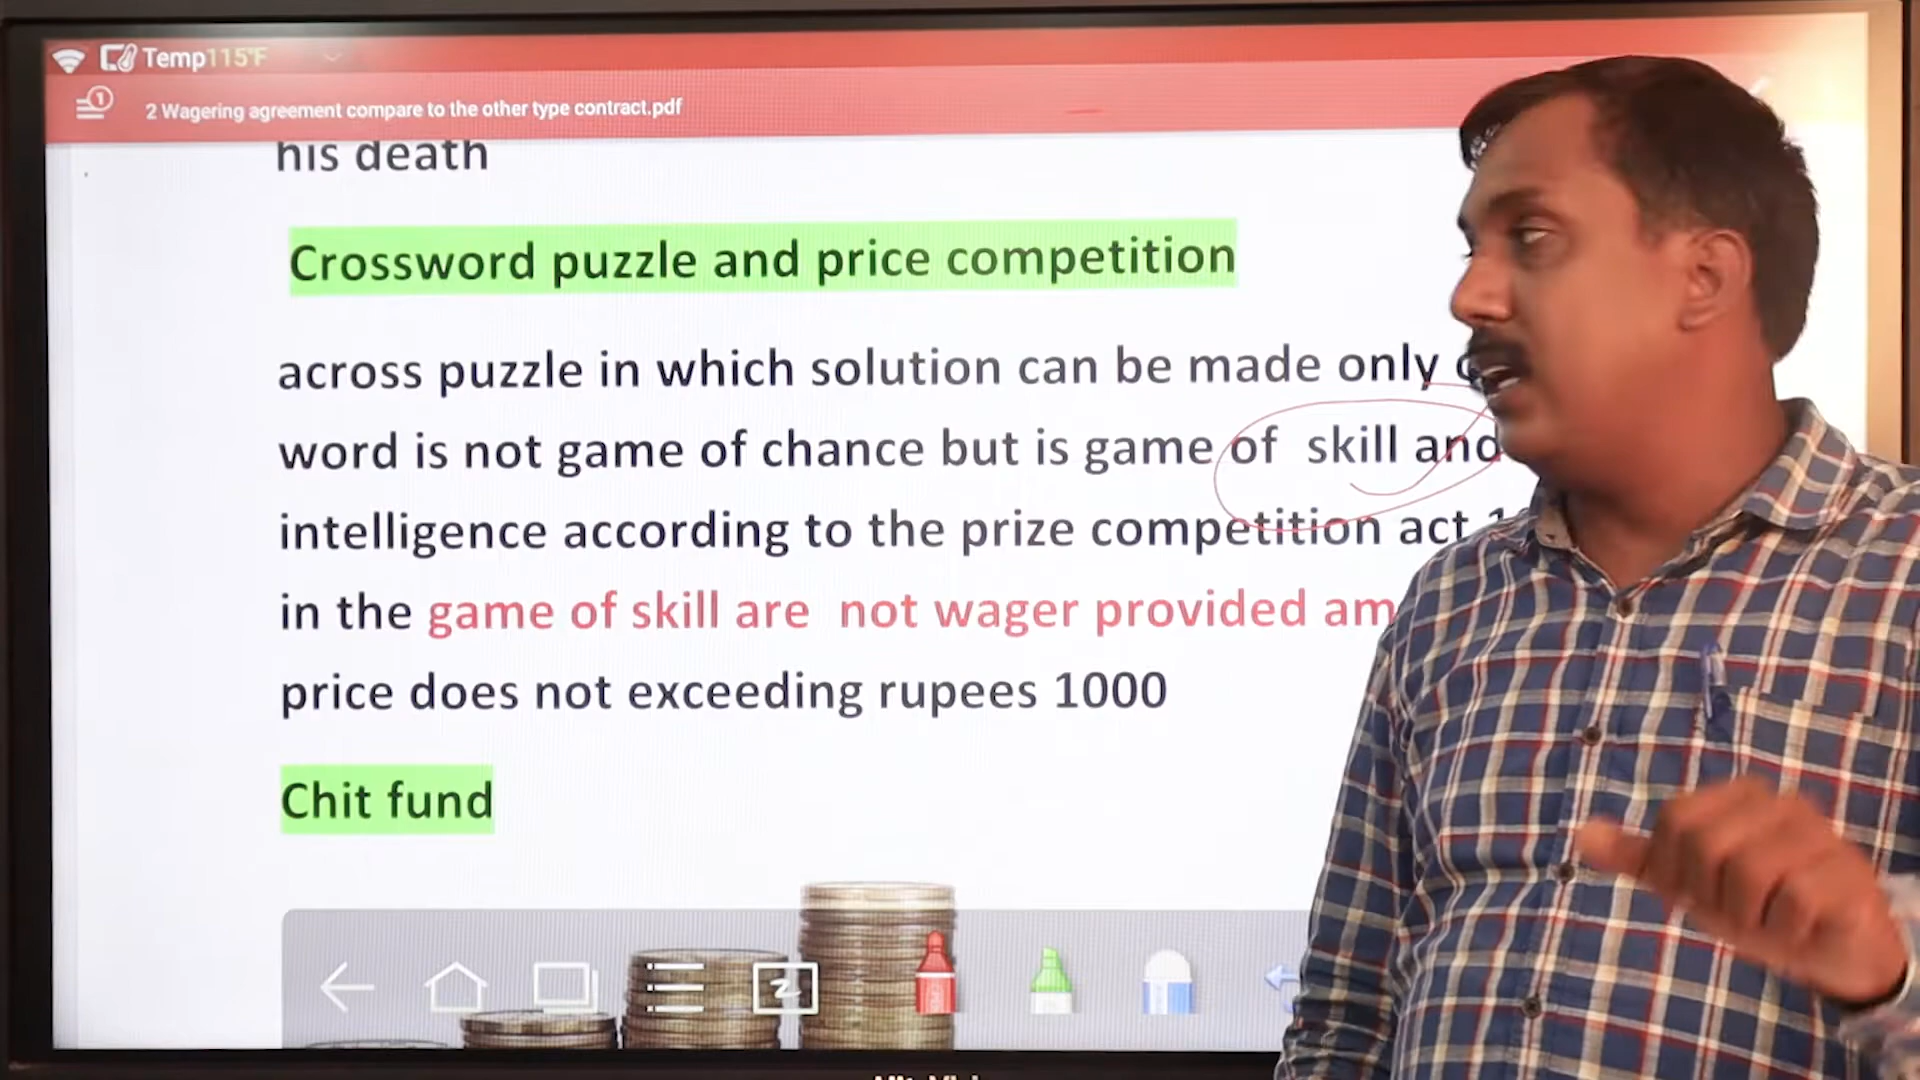 Temp115°F
1
2 Wagering agreement compare to the other type contract.pdf
his death
Crossword puzzle and price competition
across puzzle in which solution can be made only
word is not game of chance but is game of skill and
intelligence according to the prize competition act
in the game of skill are not wager provided
price does not exceeding rupees 1000
Chit fund
2